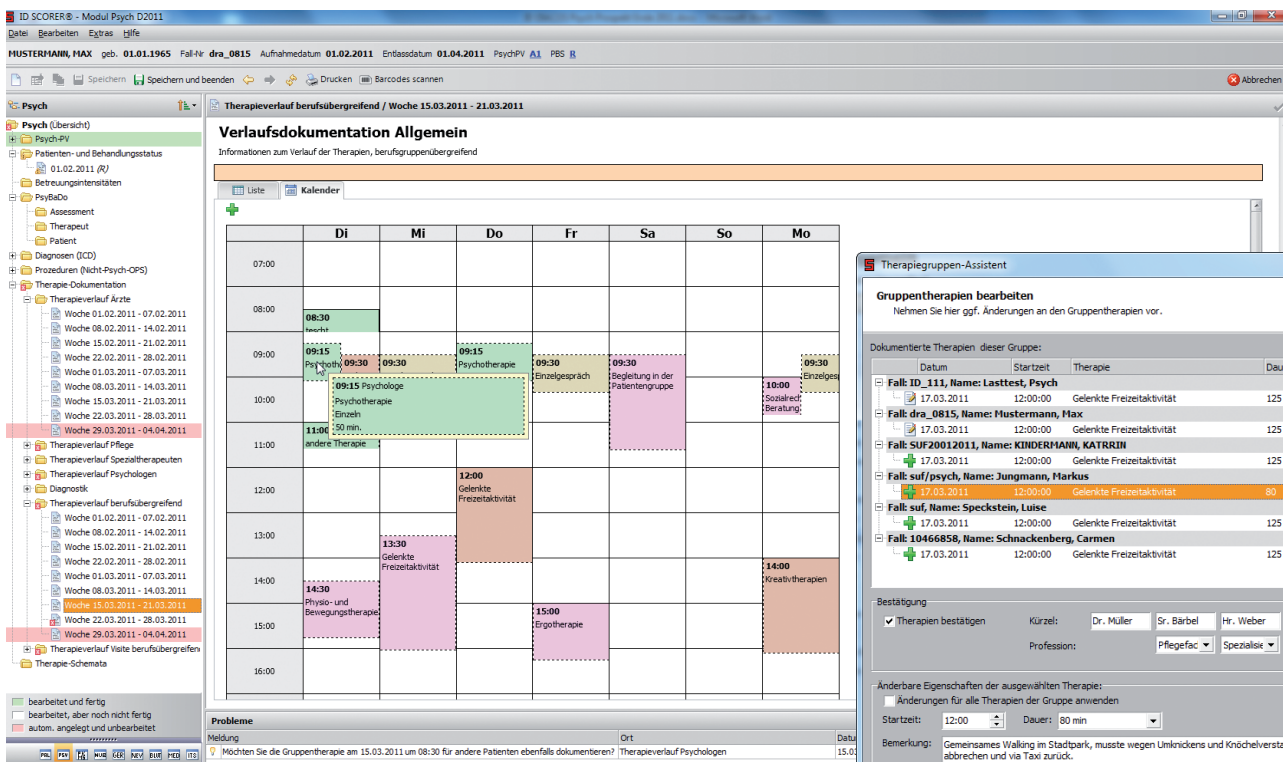 ID SCORER® - Modul Psych D2011
Datei Bearbeiten Extras Hilfe
MUSTERMANN, MAX geb. 01.01.1965 Fall-Nr dra_0815 Aufnahmedatum 01.02.2011 Entlassdatum 01.04.2011 PsychPV A1 PBS R
Speichern Speichern und beenden Drucken Barcodes scannen Abbrechen
Psych
Psych (Übersicht)
Psych-PV
Patienten- und Behandlungsstatus
01.02.2011 (R)
Betreuungsintensitäten
PsyBaDo
Assessment
Therapeut
Patient
Diagnosen (ICD)
Prozeduren (Nicht-Psych-OPS)
Therapie-Dokumentation
Therapieverlauf Ärzte
Woche 01.02.2011 - 07.02.2011
Woche 08.02.2011 - 14.02.2011
Woche 15.02.2011 - 21.02.2011
Woche 22.02.2011 - 28.02.2011
Woche 01.03.2011 - 07.03.2011
Woche 08.03.2011 - 14.03.2011
Woche 15.03.2011 - 21.03.2011
Woche 22.03.2011 - 28.03.2011
Woche 29.03.2011 - 04.04.2011
Therapieverlauf Pflege
Therapieverlauf Spezialtherapeuten
Therapieverlauf Psychologen
Diagnostik
Therapieverlauf berufsübergreifend
Woche 01.02.2011 - 07.02.2011
Woche 08.02.2011 - 14.02.2011
Woche 15.02.2011 - 21.02.2011
Woche 22.02.2011 - 28.02.2011
Woche 01.03.2011 - 07.03.2011
Woche 08.03.2011 - 14.03.2011
Woche 15.03.2011 - 21.03.2011
Woche 22.03.2011 - 28.03.2011
Woche 29.03.2011 - 04.04.2011
Therapieverlauf Visite berufsübergreifen
Therapie-Schemata
bearbeitet und fertig
bearbeitet, aber noch nicht fertig
autom. angelegt und unbearbeitet
PSY NUB GER NEV BUR MED ITS
Therapieverlauf berufsübergreifend / Woche 15.03.2011 - 21.03.2011
Verlaufsdokumentation Allgemein
Informationen zum Verlauf der Therapien, berufsgruppenübergreifend
Liste Kalender
Di Mi Do Fr Sa So Mo
07:00
08:00
09:00
10:00
11:00
12:00
13:00
14:00
15:00
16:00
08:30
tescht
09:15
Psychoth
09:30
09:15 Psychologe
Psychotherapie
Einzeln
50 min.
11:00
andere Therapie
14:30
Physio- und
Bewegungstherapie
09:30
13:30
Gelenkte
Freizeitaktivität
09:15
Psychotherapie
12:00
Gelenkte
Freizeitaktivität
09:30
Einzelgespräch
15:00
Ergotherapie
09:30
Begleitung in der
Patientengruppe
09:30
Einzelges
10:00
Sozialrec
Beratung
14:00
Kreativtherapien
Probleme
Meldung Ort Datu
Möchten Sie die Gruppentherapie am 15.03.2011 um 08:30 für andere Patienten ebenfalls dokumentieren? Therapieverlauf Psychologen 15.03
Therapiegruppen-Assistent
Gruppentherapien bearbeiten
Nehmen Sie hier ggf. Änderungen an den Gruppentherapien vor.
Dokumentierte Therapien dieser Gruppe:
Datum Startzeit Therapie Dau
Fall: ID_111, Name: Lasttest, Psych
17.03.2011 12:00:00 Gelenkte Freizeitaktivität 125
Fall: dra_0815, Name: Mustermann, Max
17.03.2011 12:00:00 Gelenkte Freizeitaktivität 125
Fall: SUF20012011, Name: KINDERMANN, KATRRIN
17.03.2011 12:00:00 Gelenkte Freizeitaktivität 125
Fall: suf/psych, Name: Jungmann, Markus
17.03.2011 12:00:00 Gelenkte Freizeitaktivität 80
Fall: suf, Name: Speckstein, Luise
17.03.2011 12:00:00 Gelenkte Freizeitaktivität 125
Fall: 10466858, Name: Schnackenberg, Carmen
17.03.2011 12:00:00 Gelenkte Freizeitaktivität 125
Bestätigung
Therapien bestätigen Kürzel: Dr. Müller Sr. Bärbel Hr. Weber
Profession: Pflegefac Spezialisie
Änderbare Eigenschaften der ausgewählten Therapie:
Änderungen für alle Therapien der Gruppe anwenden
Startzeit: 12:00 Dauer: 80 min
Bemerkung: Gemeinsames Walking im Stadtpark, musste wegen Umknickens und Knöchelversta
abbrechen und via Taxi zurück.